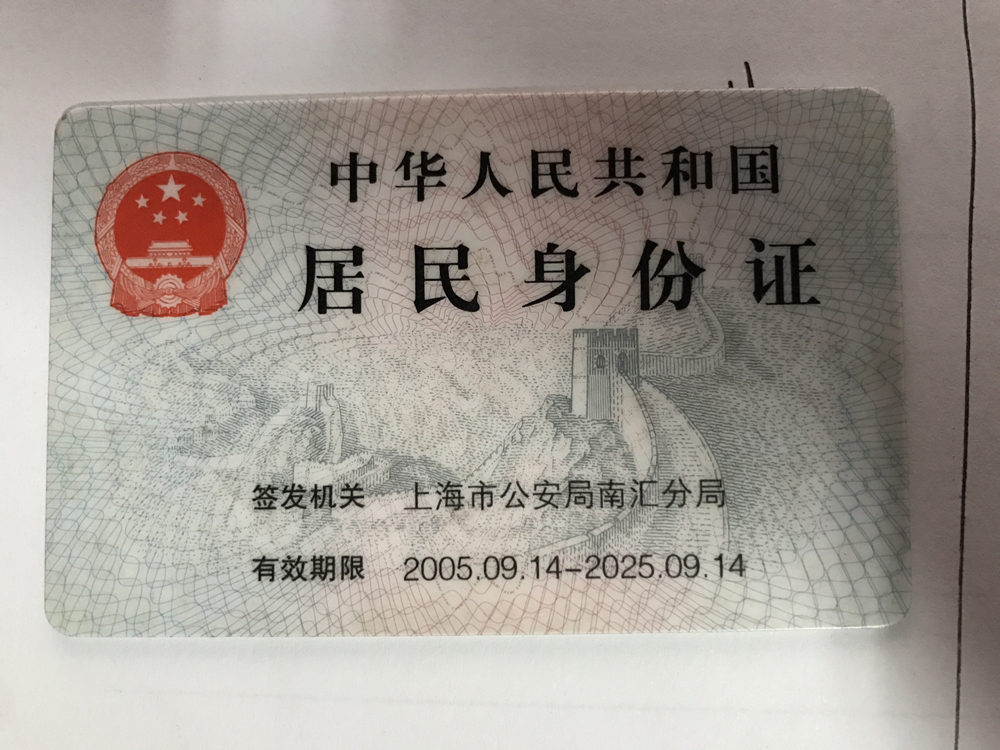 中华人民共和国
居民身份证
签发机关 上海市公安局南汇分局
有效期限 2005.09.14-2025.09.14